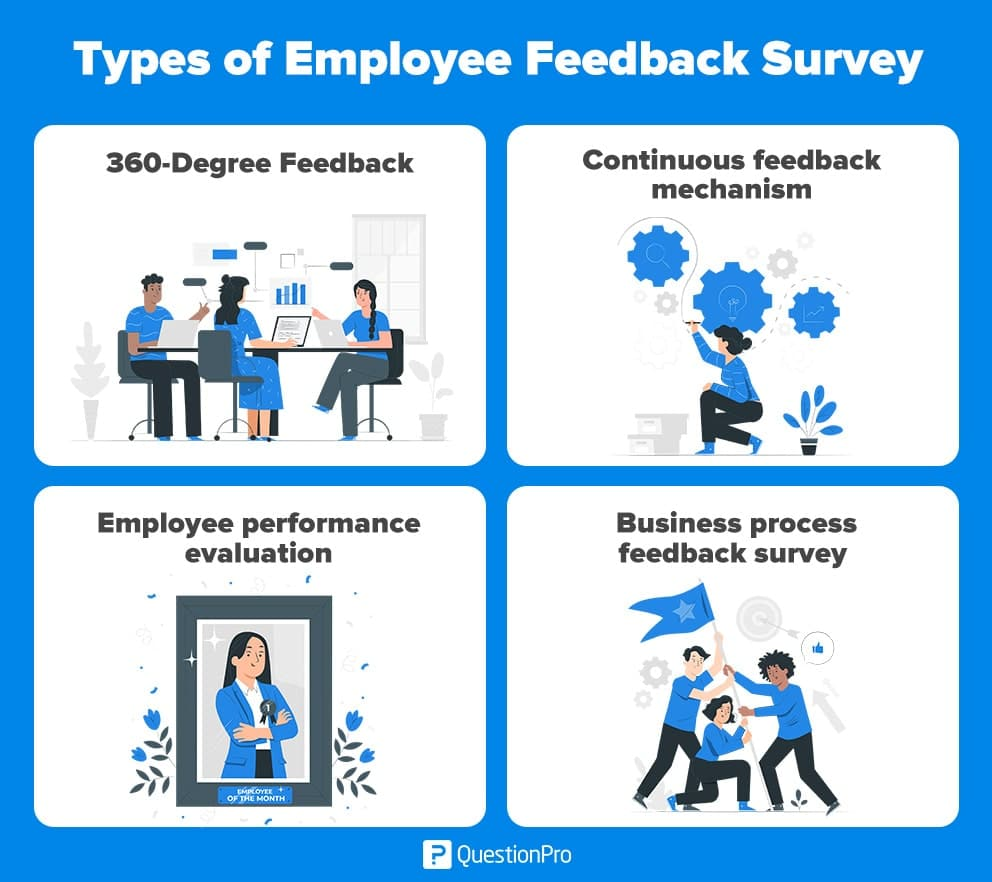 Types of Employee Feedback Survey
360-Degree Feedback
Continuous feedback
mechanism
Employee performance
evaluation
1
EMPLOYEE
OF THE MONTH
Business process
feedback survey
QuestionPro